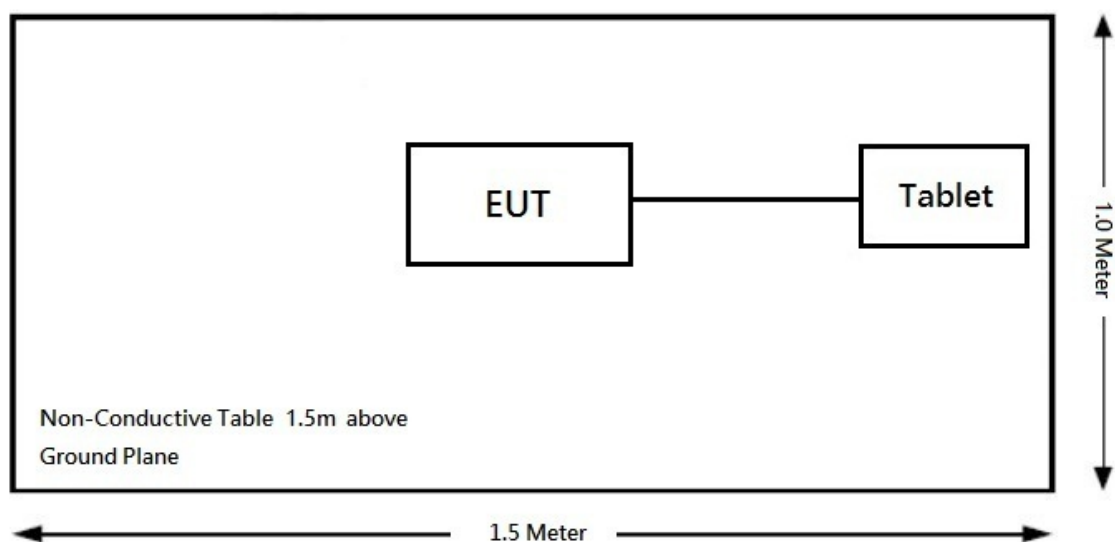 EUT
Tablet
1.0 Meter
Non-Conductive Table 1.5m above
Ground Plane
1.5 Meter